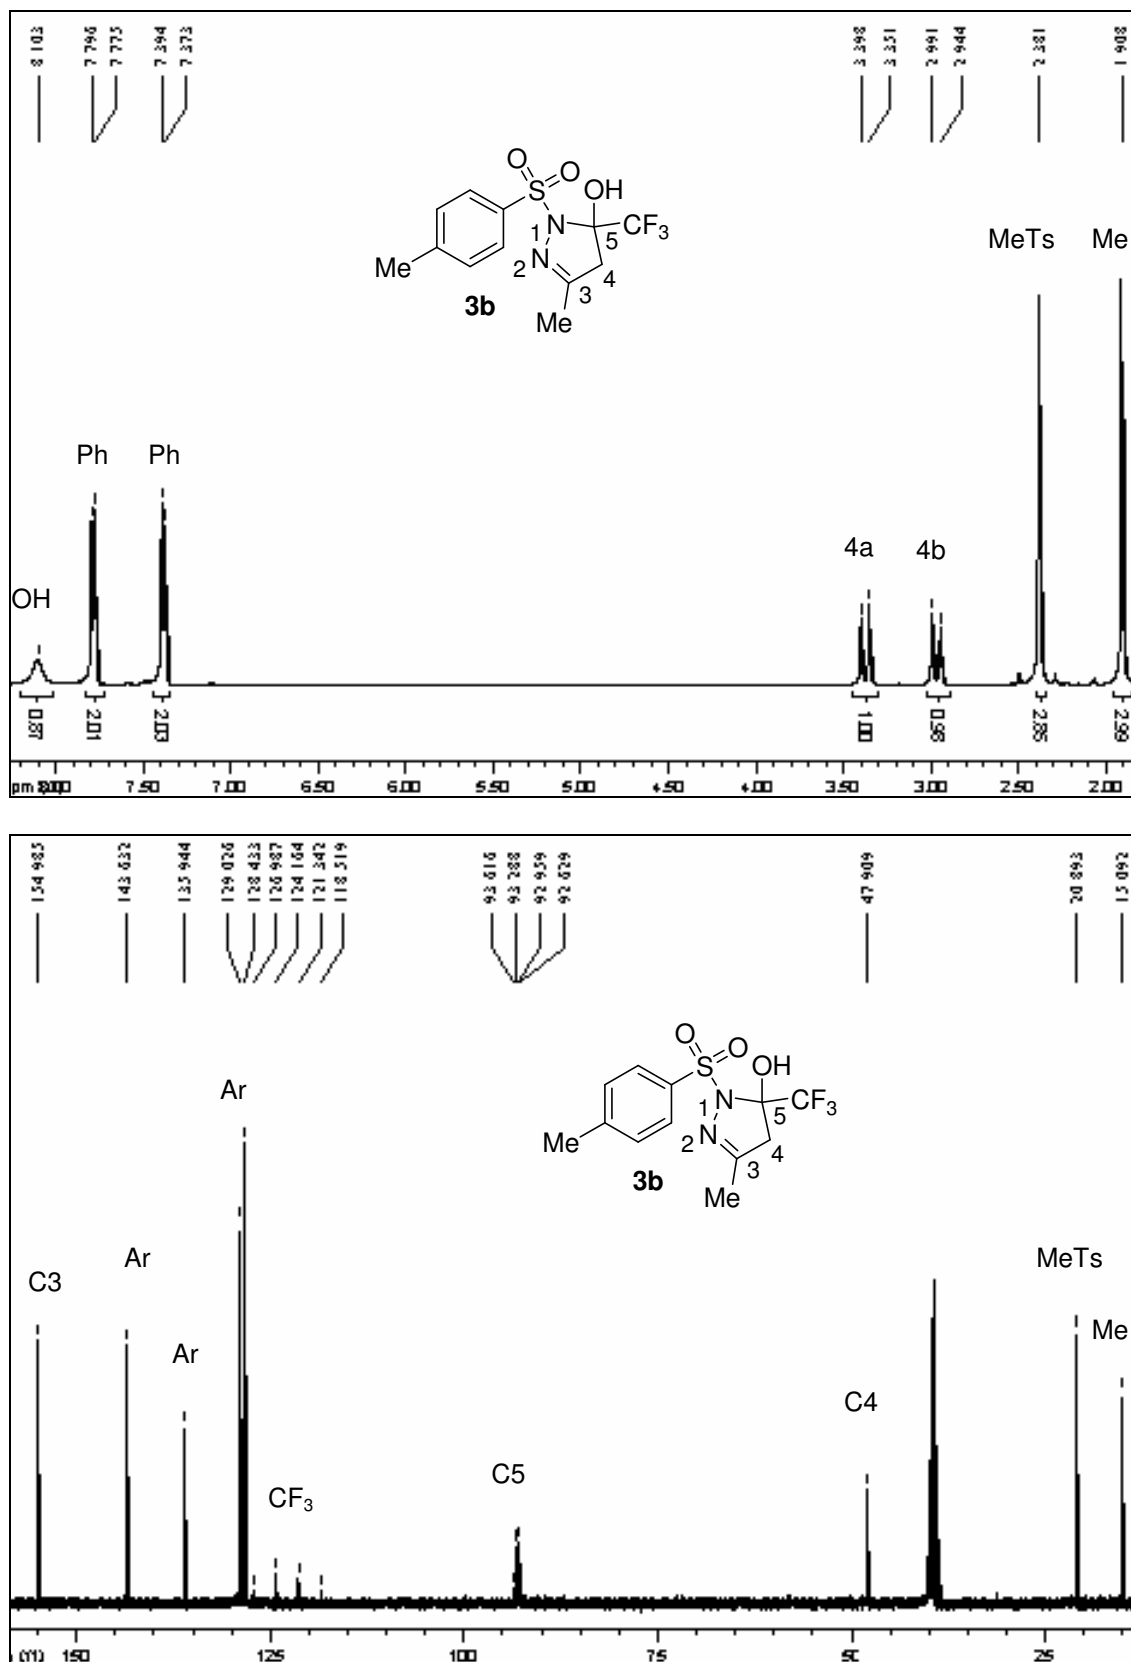 8 103 7 796 7 775 7 394 7 373 3 398 3 351 2 991 2 944 2 381 1 908
O O
S OH
N CF3
1 5
2 N 4
Me 3
3b Me
MeTs Me
Ph Ph
4a 4b
OH
0.87 2.01 2.03 1.00 0.98 2.99
7.50 7.00 6.50 6.00 5.50 5.00 4.50 4.00 3.50 3.00 2.50 2.00
154 985 143 632 135 944 129 026 128 433 126 987 124 164 121 342 118 519 93 616 93 288 92 959 92 629 47 909 20 893 15 092
O O
S OH
N CF3
1 5
2 N 4
Me 3
3b Me
Ar
Ar MeTs
C3
Ar Me
C4
C5
CF3
150 125 100 75 50 25